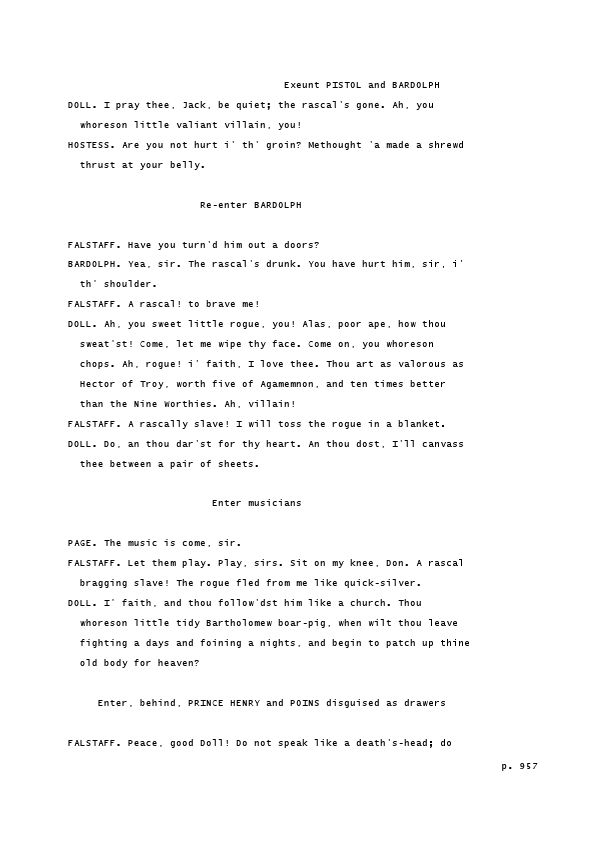 Exeunt PISTOL and BARDOLPH
DOLL. I pray thee, Jack, be quiet; the rascal's gone. Ah, you
whoreson little valiant villain, you!
HOSTESS. Are you not hurt i' th' groin? Methought 'a made a shrewd
thrust at your belly.
Re-enter BARDOLPH
FALSTAFF. Have you turn'd him out a doors?
BARDOLPH. Yea, sir. The rascal's drunk. You have hurt him, sir, i'
th' shoulder.
FALSTAFF. A rascal! to brave me!
DOLL. Ah, you sweet little rogue, you! Alas, poor ape, how thou
sweat'st! Come, let me wipe thy face. Come on, you whoreson
chops. Ah, rogue! i' faith, I love thee. Thou art as valorous as
Hector of Troy, worth five of Agamemnon, and ten times better
than the Nine Worthies. Ah, villain!
FALSTAFF. A rascally slave! I will toss the rogue in a blanket.
DOLL. Do, an thou dar'st for thy heart. An thou dost, I'll canvass
thee between a pair of sheets.
Enter musicians
PAGE. The music is come, sir.
FALSTAFF. Let them play. Play, sirs. Sit on my knee, Don. A rascal
bragging slave! The rogue fled from me like quick-silver.
DOLL. I' faith, and thou follow'dst him like a church. Thou
whoreson little tidy Bartholomew boar-pig, when wilt thou leave
fighting a days and foining a nights, and begin to patch up thine
old body for heaven?
Enter, behind, PRINCE HENRY and POINS disguised as drawers
FALSTAFF. Peace, good Doll! Do not speak like a death's-head; do
p. 957